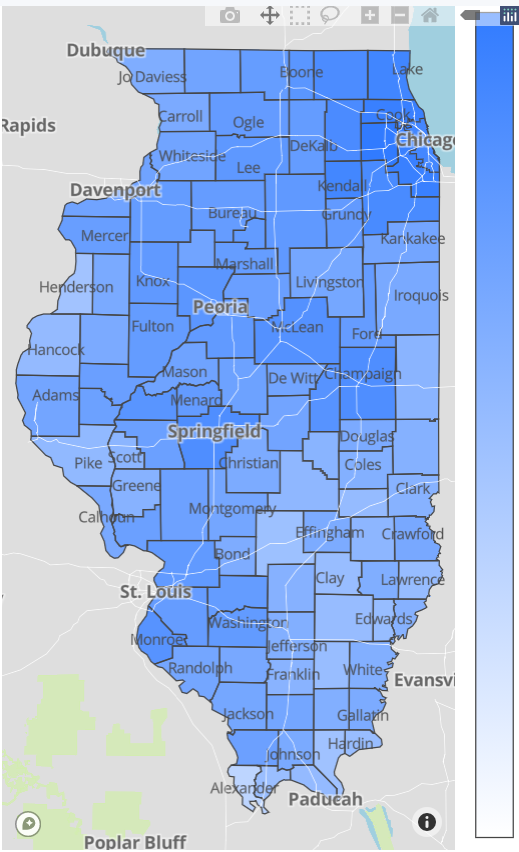 Dubuque
Jo Daviess
Boone
Lake
Rapids
Carroll
Ogle
Cook
Chicago
Whiteside
DeKalb
Lee
Davenport
Kendall
Bureau
Grundy
Mercer
Kankakee
Marshall
Henderson
Knox
Livingston
Iroquois
Peoria
Fulton
McLean
Ford
Hancock
Mason
De Witt
Champaign
Adams
Menard
Springfield
Douglas
Pike
Scott
Christian
Coles
Greene
Clark
Calhoun
Montgomery
Effingham
Crawford
Bond
Clay
Lawrence
St. Louis
Edwards
Washington
Monroe
Jefferson
Randolph
Franklin
White
Evansvi
Jackson
Gallatin
Hardin
Johnson
Alexander
Paducah
Poplar Bluff